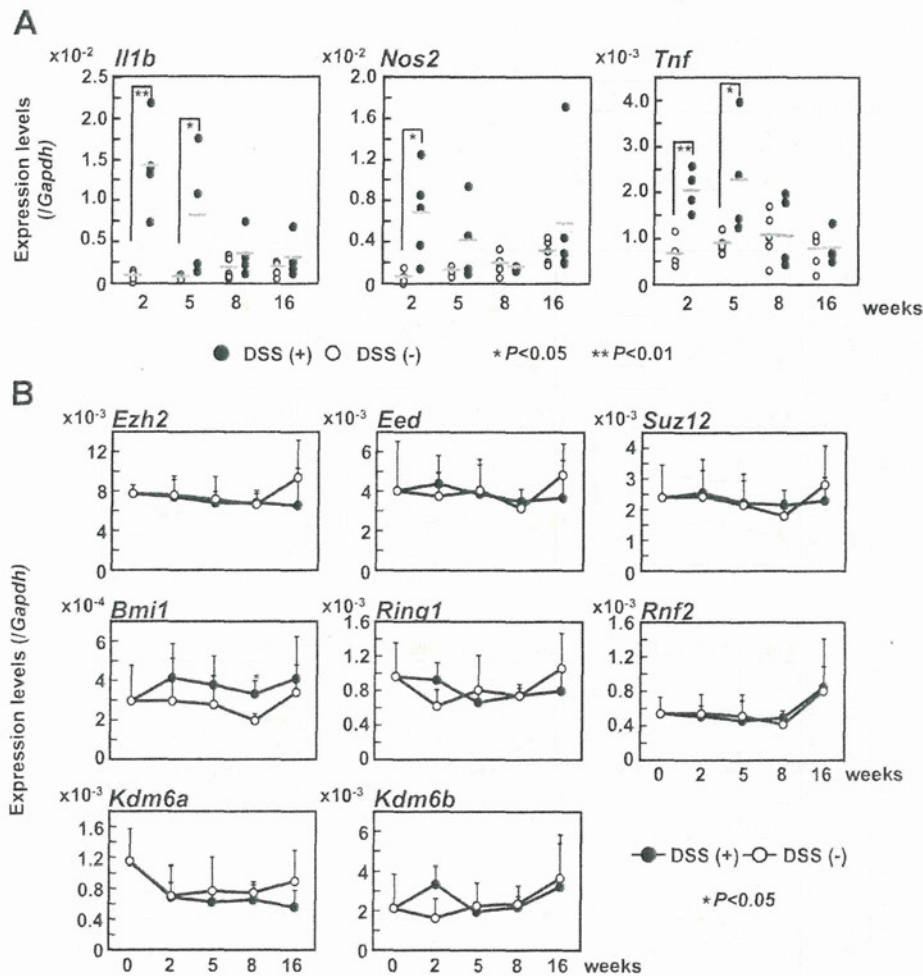 A
x10-2 Il1b x10-2 Nos2 x10-3 Tnf
2.5 2.0 1.5 1.0 0.5 0
2.0 1.6 1.2 0.8 0.4 0
4.0 3.0 2.0 1.0 0
Expression levels
(/Gapdh)
** * * ** *
2 5 8 16 2 5 8 16 2 5 8 16 weeks
DSS (+) DSS (-) *P<0.05 **P<0.01
B
x10-3 Ezh2 x10-3 Eed x10-3 Suz12
12 8 4 0
6 4 2 0
4 3 2 1 0
Expression levels (/Gapdh)
x10-4 Bmi1 x10-3 Ring1 x10-3 Rnf2
6 4 2 0
1.6 1.2 0.8 0.4 0
1.6 1.2 0.8 0.4 0
0 2 5 8 16 weeks
x10-3 Kdm6a x10-3 Kdm6b
1.6 1.2 0.8 0.4 0
6 4 2 0
DSS (+) DSS (-)
*P<0.05
0 2 5 8 16 0 2 5 8 16 weeks